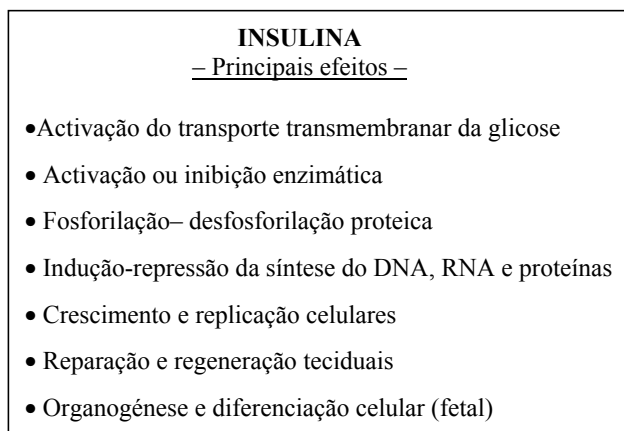 INSULINA
– Principais efeitos –
•Activação do transporte transmembranar da glicose
• Activação ou inibição enzimática
• Fosforilação– desfosforilação proteica
• Indução-repressão da síntese do DNA, RNA e proteínas
• Crescimento e replicação celulares
• Reparação e regeneração teciduais
• Organogénese e diferenciação celular (fetal)